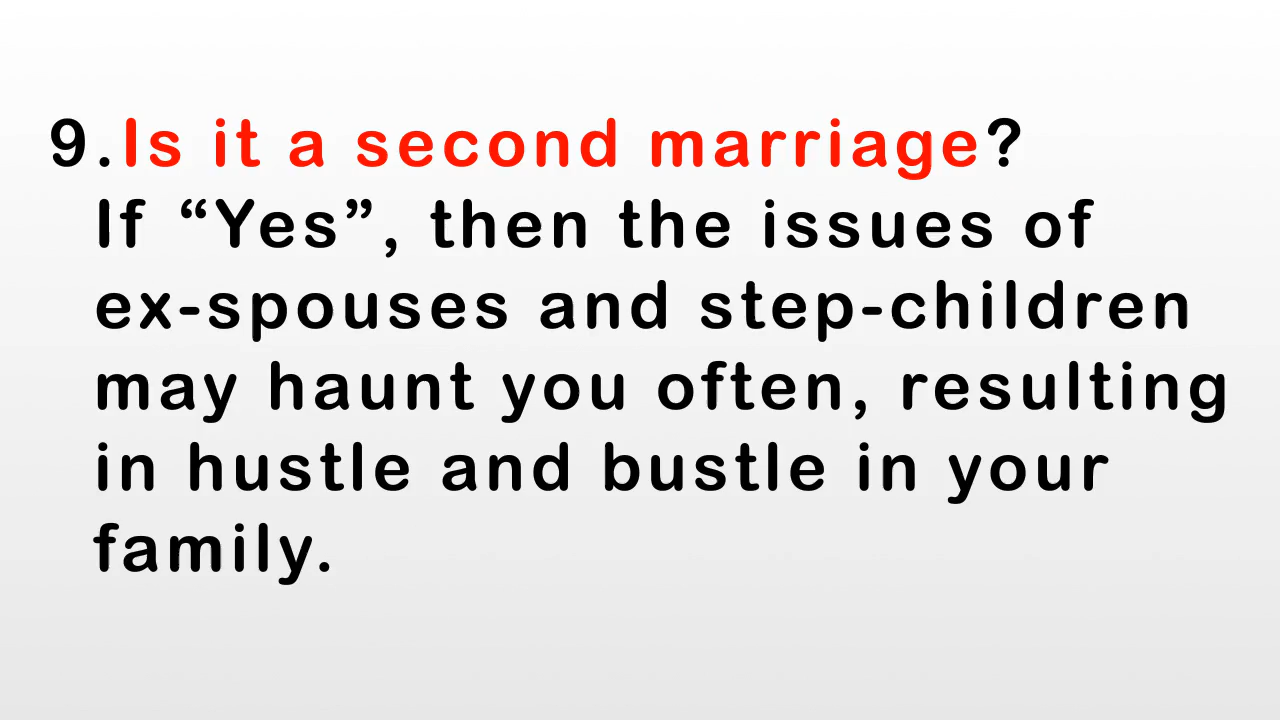 9.Is it a second marriage?
If “Yes”, then the issues of
ex-spouses and step-children
may haunt you often, resulting
in hustle and bustle in your
family.